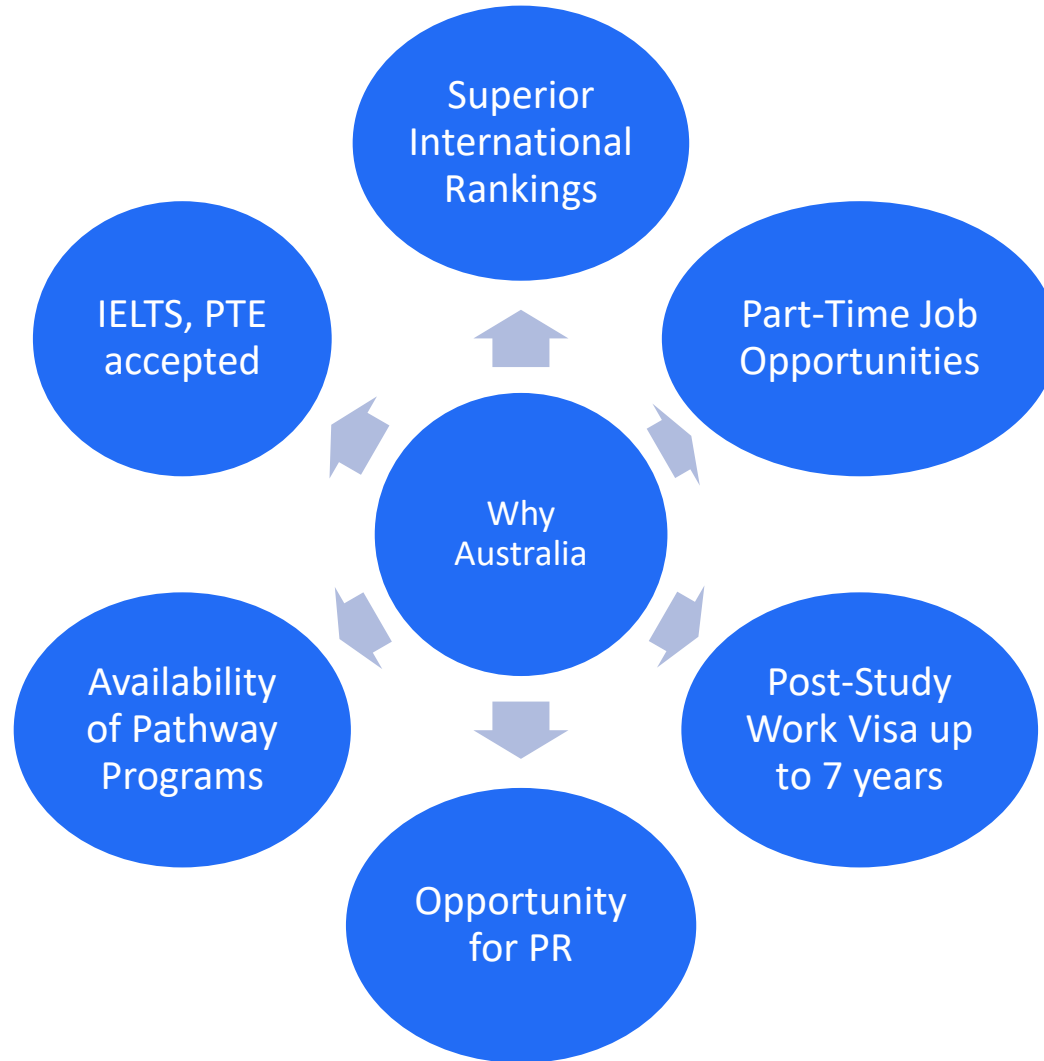 Superior
International
Rankings
IELTS, PTE
accepted
Part-Time Job
Opportunities
Why
Australia
Availability
of Pathway
Programs
Post-Study
Work Visa up
to 7 years
Opportunity
for PR